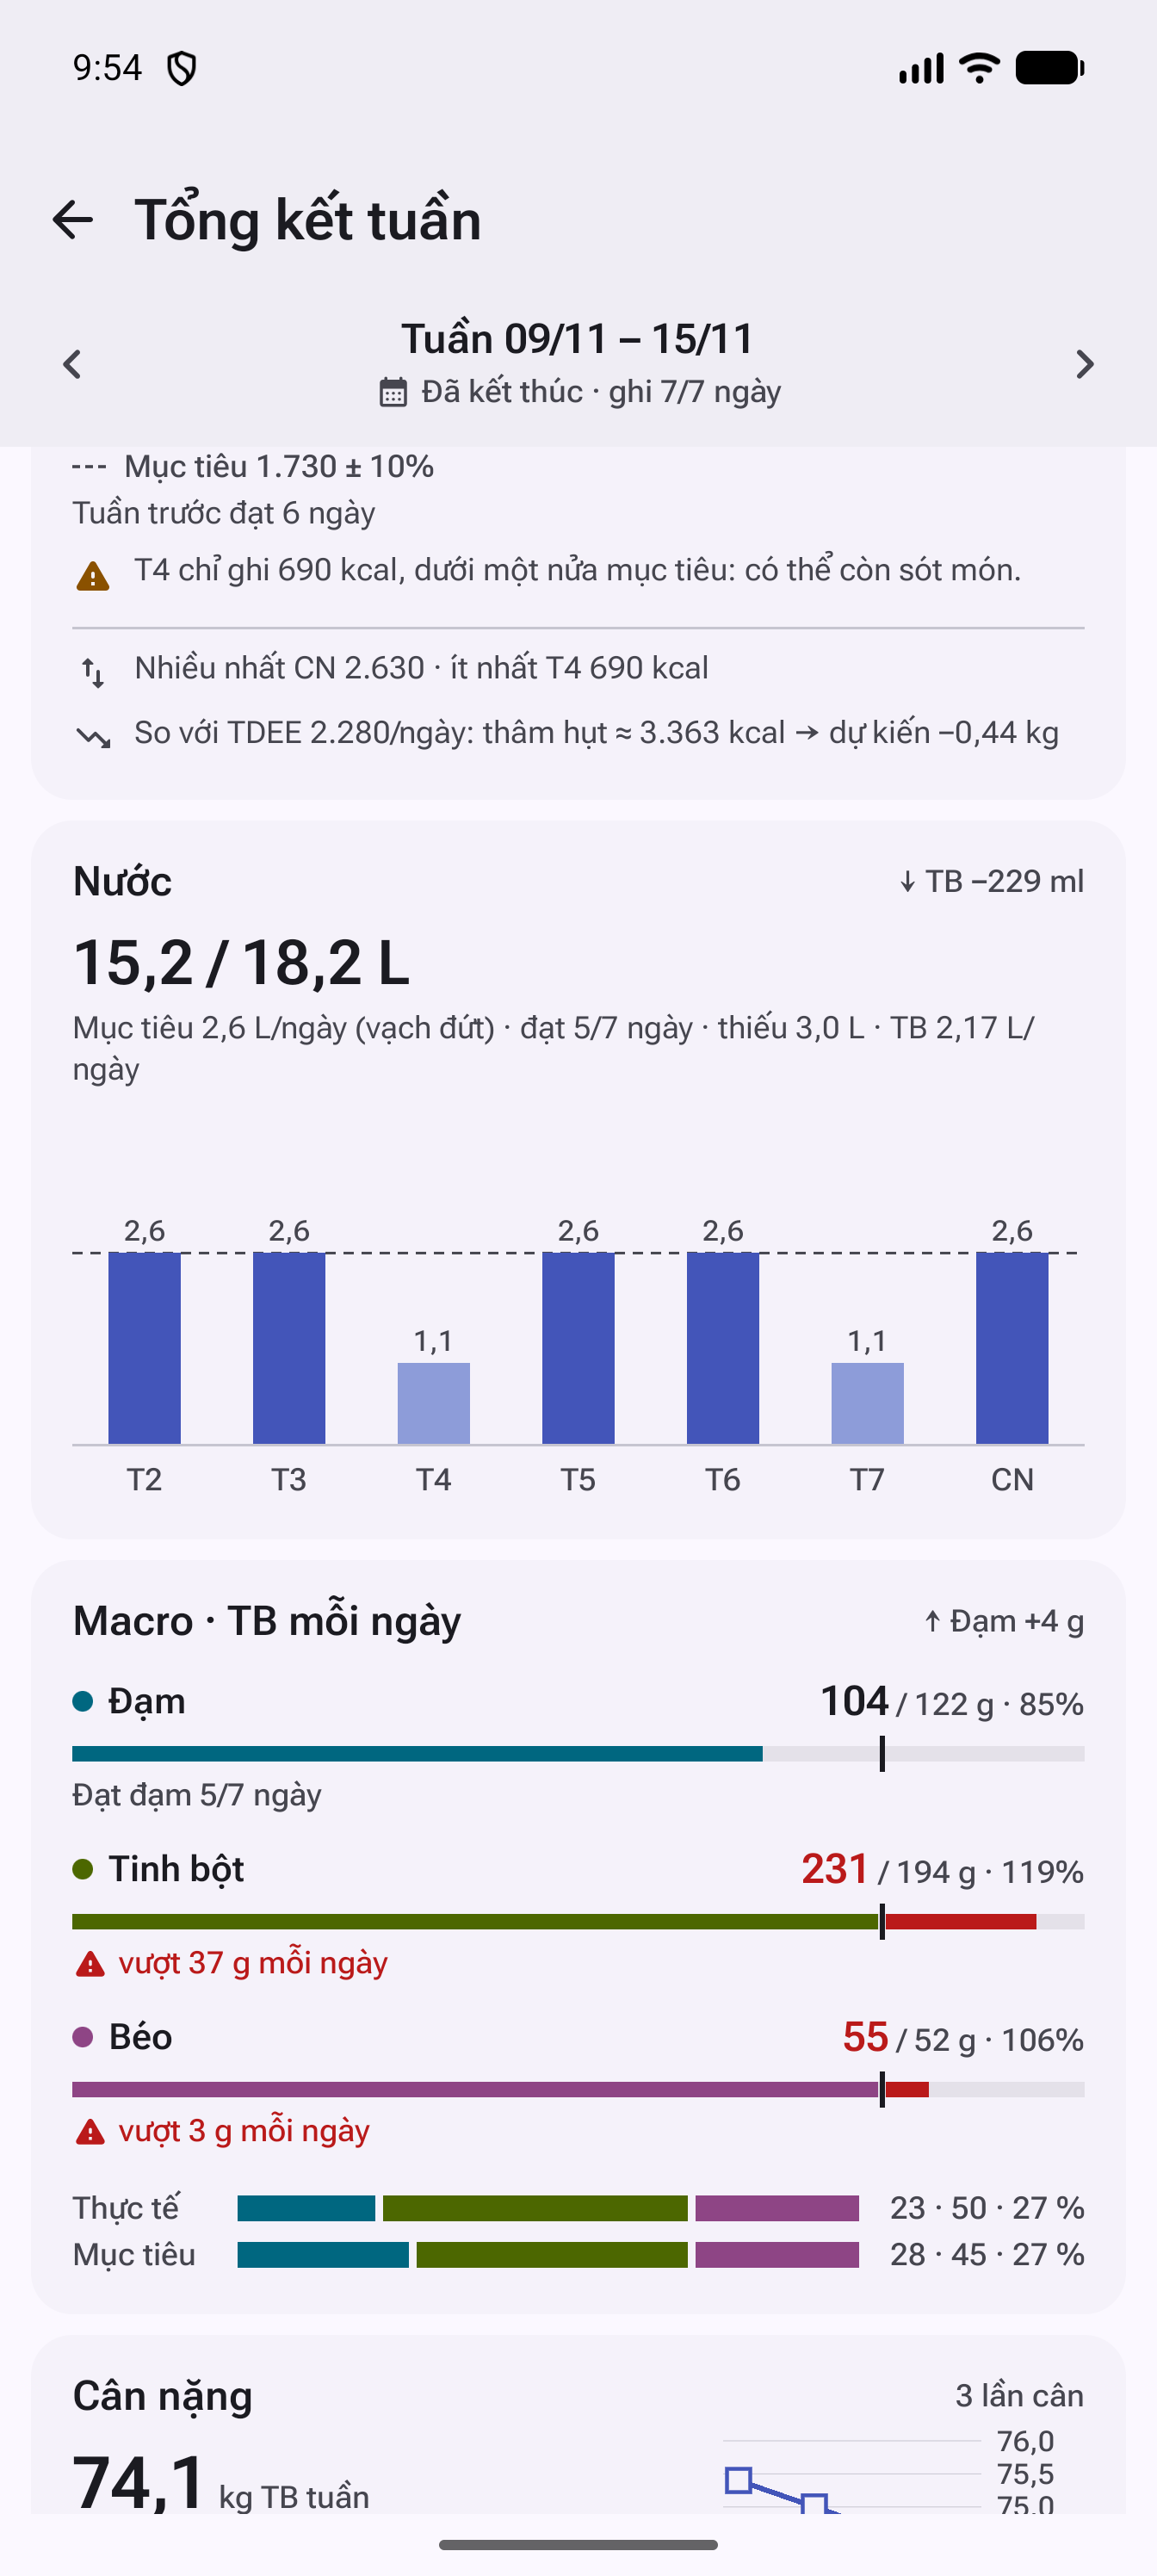 9:54
Tổng kết tuần
Tuần 09/11 – 15/11
Đã kết thúc · ghi 7/7 ngày
Mục tiêu 1.730 ± 10%
Tuần trước đạt 6 ngày
T4 chỉ ghi 690 kcal, dưới một nửa mục tiêu: có thể còn sót món.
Nhiều nhất CN 2.630 · ít nhất T4 690 kcal
So với TDEE 2.280/ngày: thâm hụt ≈ 3.363 kcal → dự kiến −0,44 kg
Nước
↓ TB −229 ml
15,2 / 18,2 L
Mục tiêu 2,6 L/ngày (vạch đứt) · đạt 5/7 ngày · thiếu 3,0 L · TB 2,17 L/
ngày
2,6 2,6 1,1 2,6 2,6 1,1 2,6
T2 T3 T4 T5 T6 T7 CN
Macro · TB mỗi ngày
↑ Đạm +4 g
Đạm
104 / 122 g · 85%
Đạt đạm 5/7 ngày
Tinh bột
231 / 194 g · 119%
vượt 37 g mỗi ngày
Béo
55 / 52 g · 106%
vượt 3 g mỗi ngày
Thực tế 23 · 50 · 27 %
Mục tiêu 28 · 45 · 27 %
Cân nặng
3 lần cân
74,1 kg TB tuần
76,0
75,5
75,0